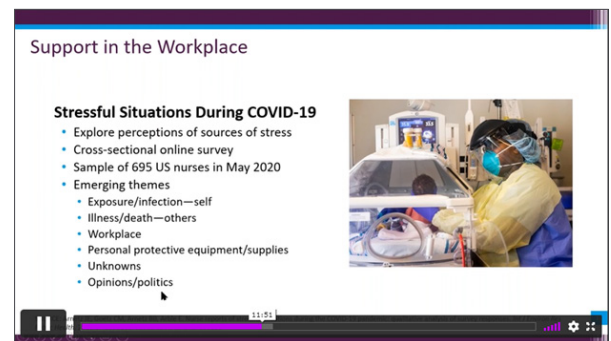 Support in the Workplace
Stressful Situations During COVID-19
• Explore perceptions of sources of stress
• Cross-sectional online survey
• Sample of 695 US nurses in May 2020
• Emerging themes
• Exposure/infection—self
• Illness/death—others
• Workplace
• Personal protective equipment/supplies
• Unknowns
• Opinions/politics
11:51